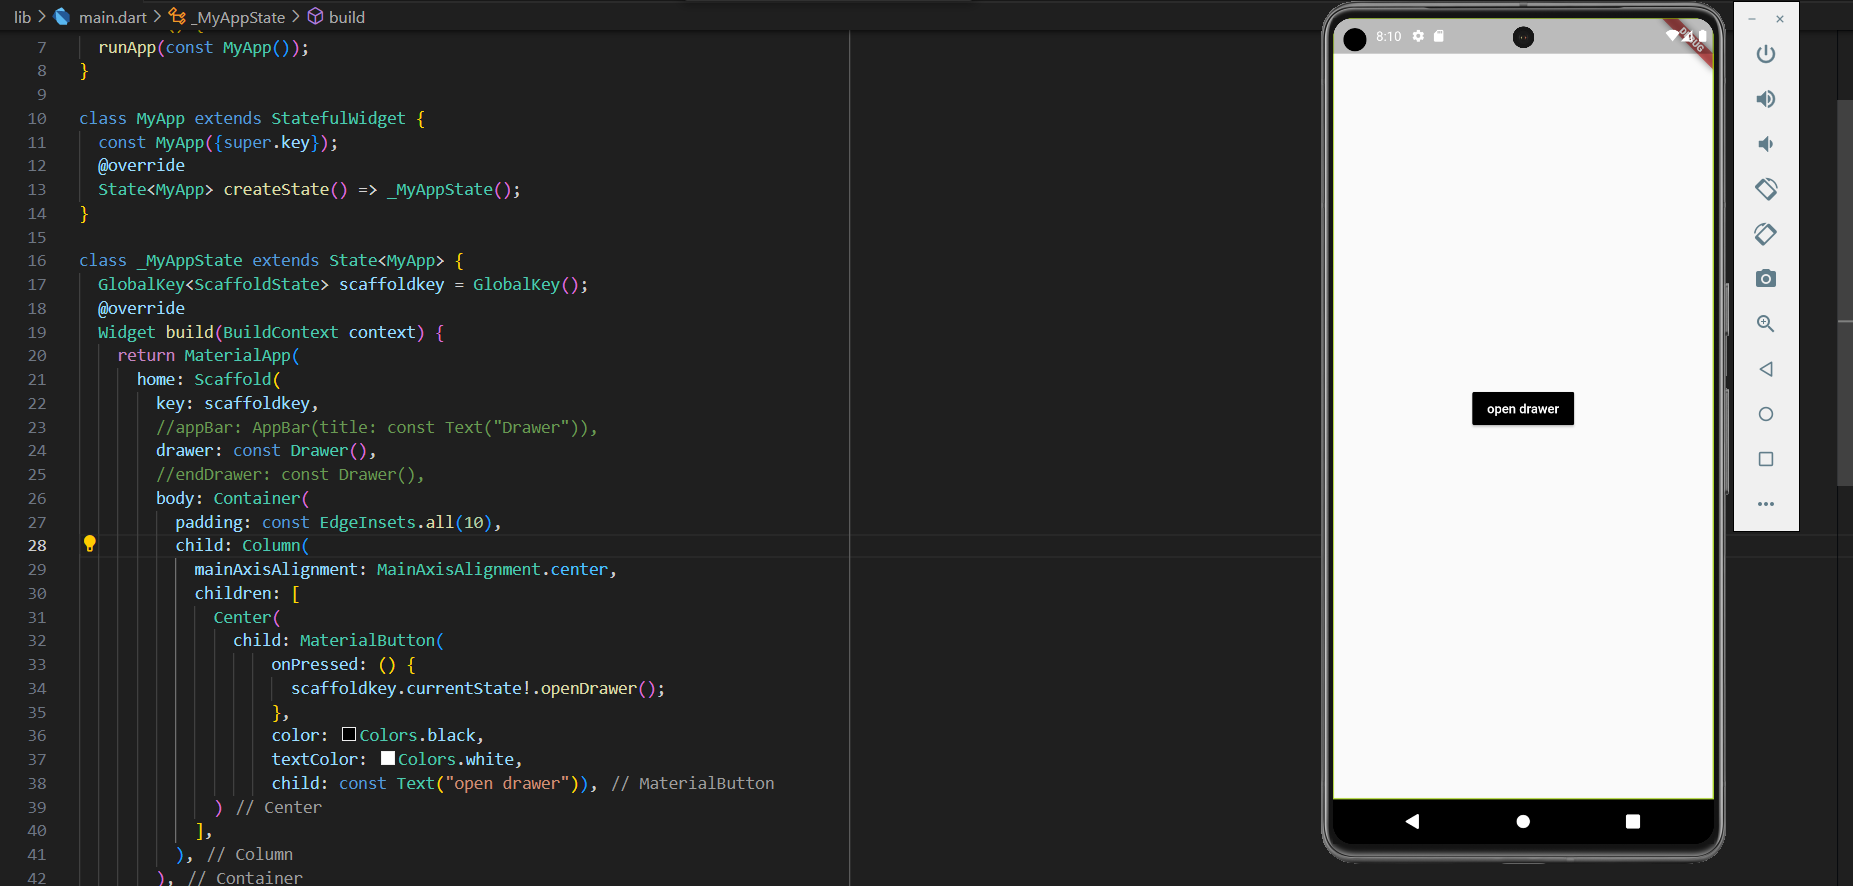 lib > main.dart > _MyAppState > build
7 runApp(const MyApp());
8 }
9
10 class MyApp extends StatefulWidget {
11 const MyApp({super.key});
12 @override
13 State<MyApp> createState() => _MyAppState();
14 }
15
16 class _MyAppState extends State<MyApp> {
17 GlobalKey<ScaffoldState> scaffoldkey = GlobalKey();
18 @override
19 Widget build(BuildContext context) {
20 return MaterialApp(
21 home: Scaffold(
22 key: scaffoldkey,
23 //appBar: AppBar(title: const Text("Drawer")),
24 drawer: const Drawer(),
25 //endDrawer: const Drawer(),
26 body: Container(
27 padding: const EdgeInsets.all(10),
28 child: Column(
29 mainAxisAlignment: MainAxisAlignment.center,
30 children: [
31 Center(
32 child: MaterialButton(
33 onPressed: () {
34 scaffoldkey.currentState!.openDrawer();
35 },
36 color: Colors.black,
37 textColor: Colors.white,
38 child: const Text("open drawer")), // MaterialButton
39 ) // Center
40 ],
41 ), // Column
42 ), // Container
8:10
DEBUG
open drawer